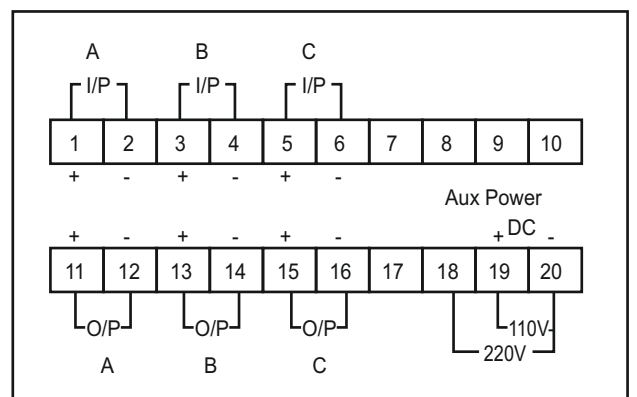 A B C
I/P I/P I/P
1 2 3 4 5 6 7 8 9 10
+ - + - + -
Aux Power
+ - + - + - + DC -
11 12 13 14 15 16 17 18 19 20
O/P O/P O/P 110V
220V
A B C